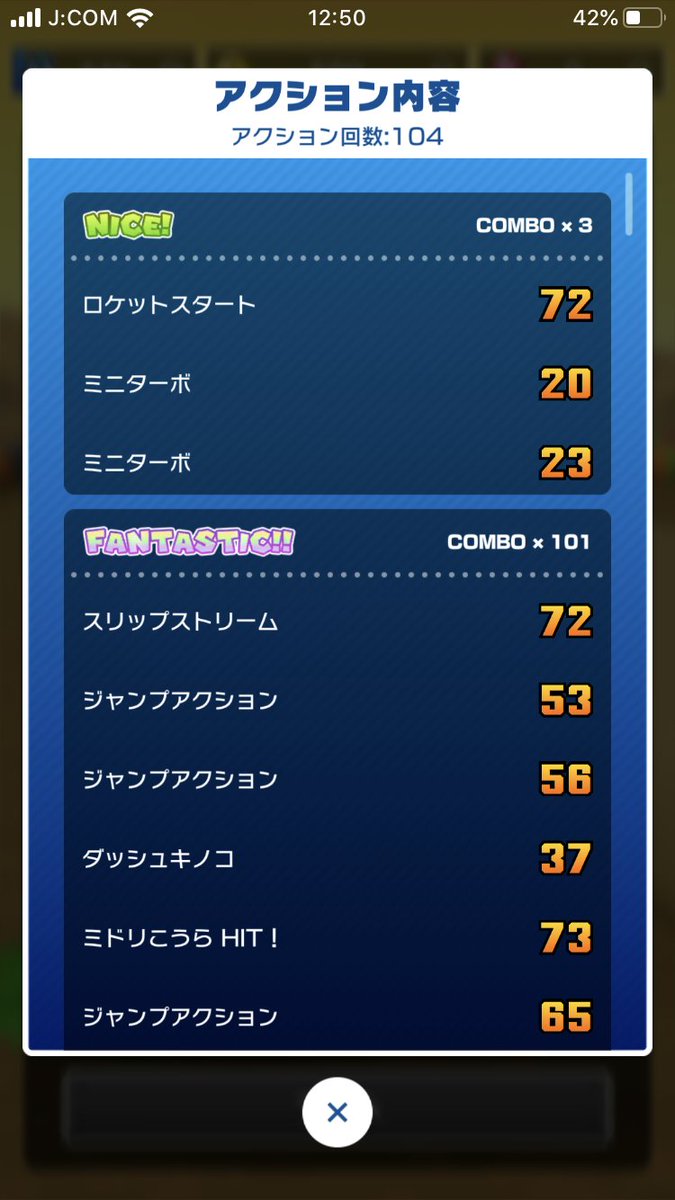 J:COM 12:50 42%
アクション内容
アクション回数:104
NICE! COMBO × 3
ロケットスタート 72
ミニターボ 20
ミニターボ 23
FANTASTIC!! COMBO × 101
スリップストリーム 72
ジャンプアクション 53
ジャンプアクション 56
ダッシュキノコ 37
ミドリこうら HIT！ 73
ジャンプアクション 65